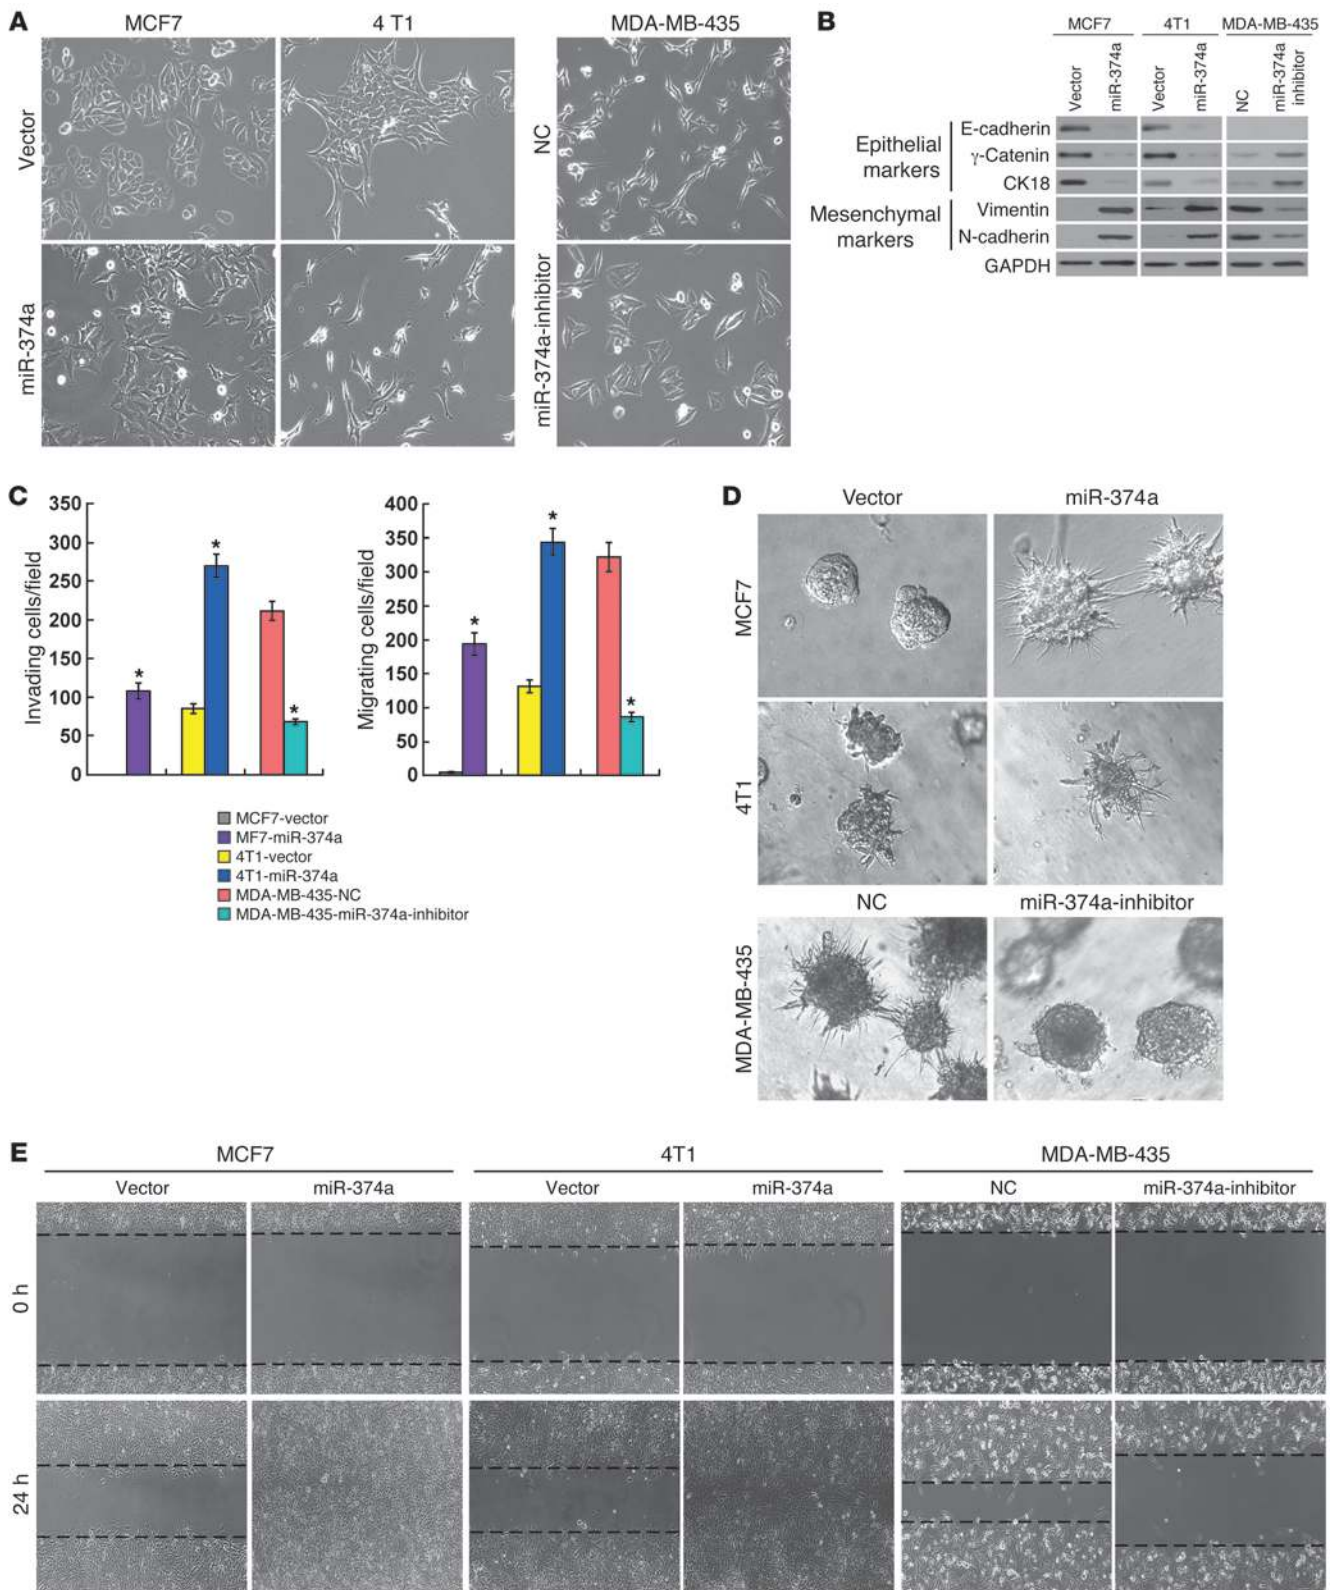 A
MCF7
4 T1
MDA-MB-435
Vector
NC
miR-374a
miR-374a-inhibitor
B
MCF7
4T1
MDA-MB-435
Vector
miR-374a
Vector
miR-374a
NC
miR-374a
inhibitor
Epithelial
markers
E-cadherin
γ-Catenin
CK18
Mesenchymal
markers
Vimentin
N-cadherin
GAPDH
C
Invading cells/field
350
300
250
200
150
100
50
0
*
*
*
Migrating cells/field
400
350
300
250
200
150
100
50
0
*
*
*
MCF7-vector
MF7-miR-374a
4T1-vector
4T1-miR-374a
MDA-MB-435-NC
MDA-MB-435-miR-374a-inhibitor
D
Vector
miR-374a
MCF7
4T1
NC
miR-374a-inhibitor
MDA-MB-435
E
MCF7
4T1
MDA-MB-435
Vector
miR-374a
Vector
miR-374a
NC
miR-374a-inhibitor
0 h
24 h